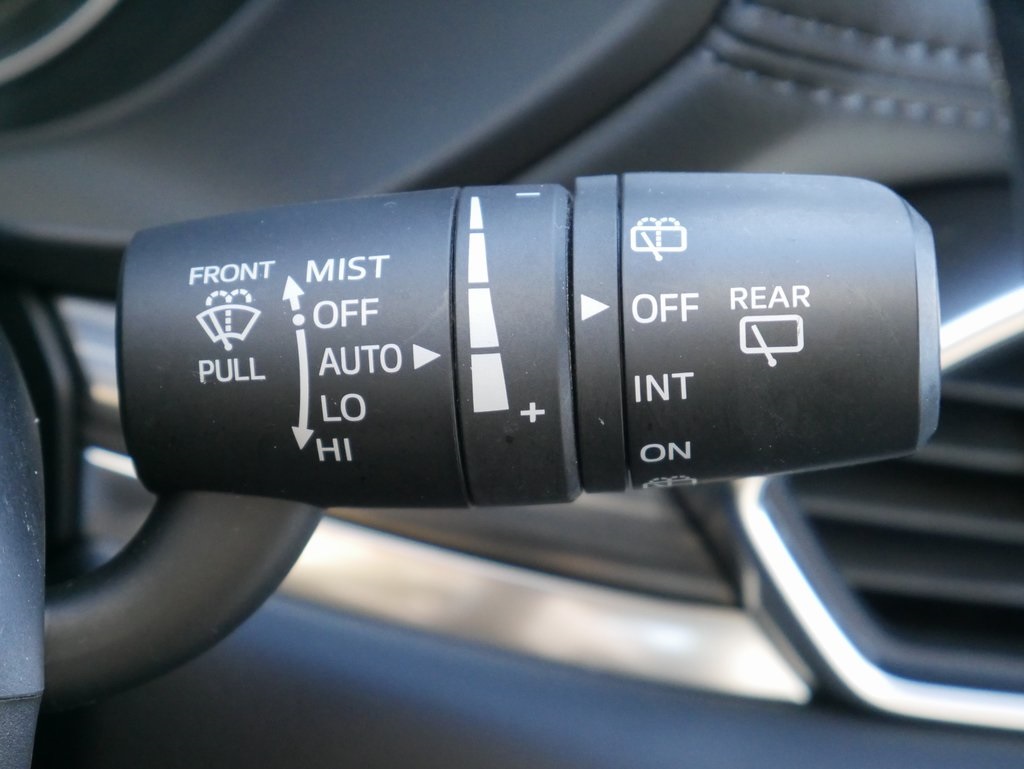 FRONT
PULL
MIST
OFF
AUTO
LO
HI
−
+
OFF
INT
ON
REAR